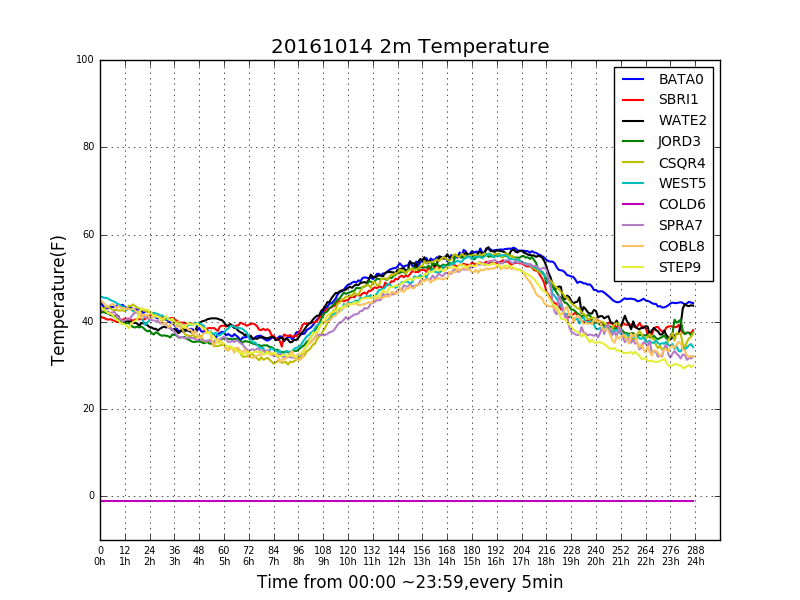 20161014 2m Temperature
100
80
60
40
20
0
Temperature(F)
BATA0
SBRI1
WATE2
JORD3
CSQR4
WEST5
COLD6
SPRA7
COBL8
STEP9
0 12 24 36 48 60 72 84 96 108 120 132 144 156 168 180 192 204 216 228 240 252 264 276 288
0h 1h 2h 3h 4h 5h 6h 7h 8h 9h 10h 11h 12h 13h 14h 15h 16h 17h 18h 19h 20h 21h 22h 23h 24h
Time from 00:00 ~23:59,every 5min